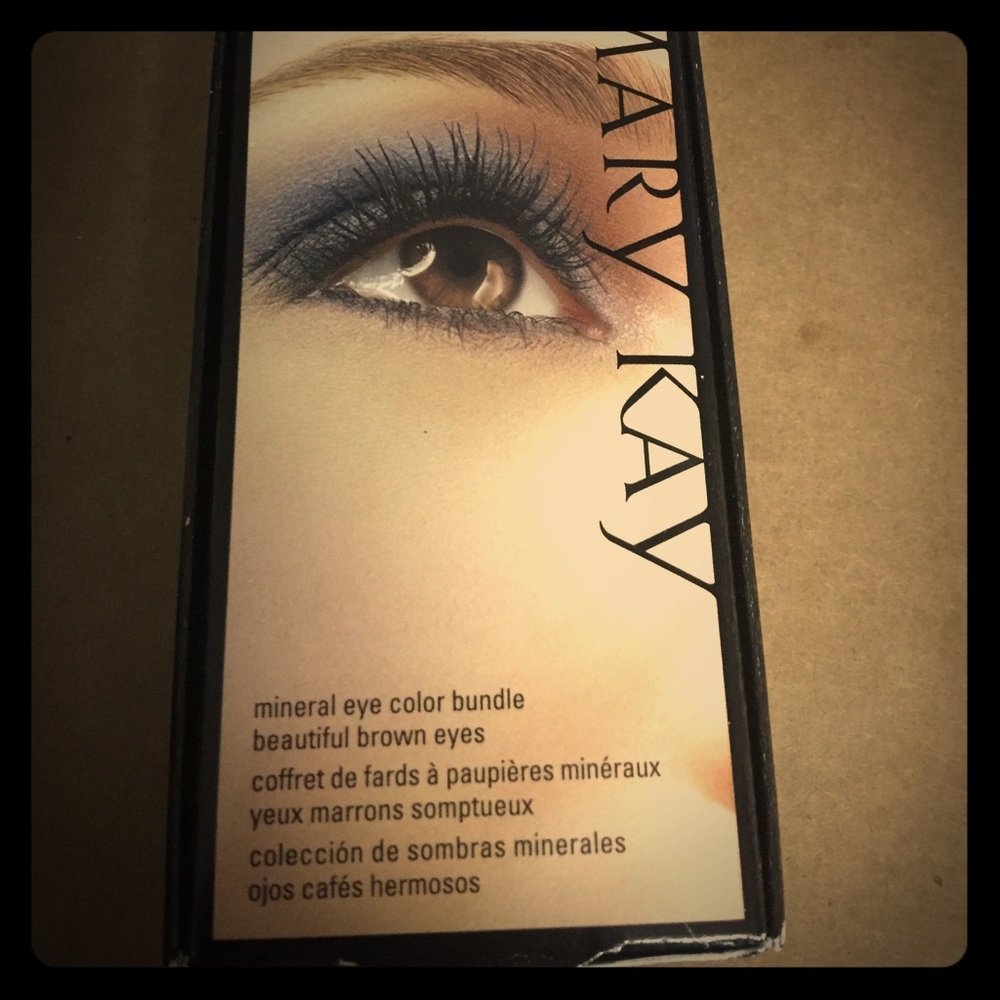 MARY KAY
mineral eye color bundle
beautiful brown eyes
coffret de fards à paupières minéraux
yeux marrons somptueux
colección de sombras minerales
ojos cafés hermosos